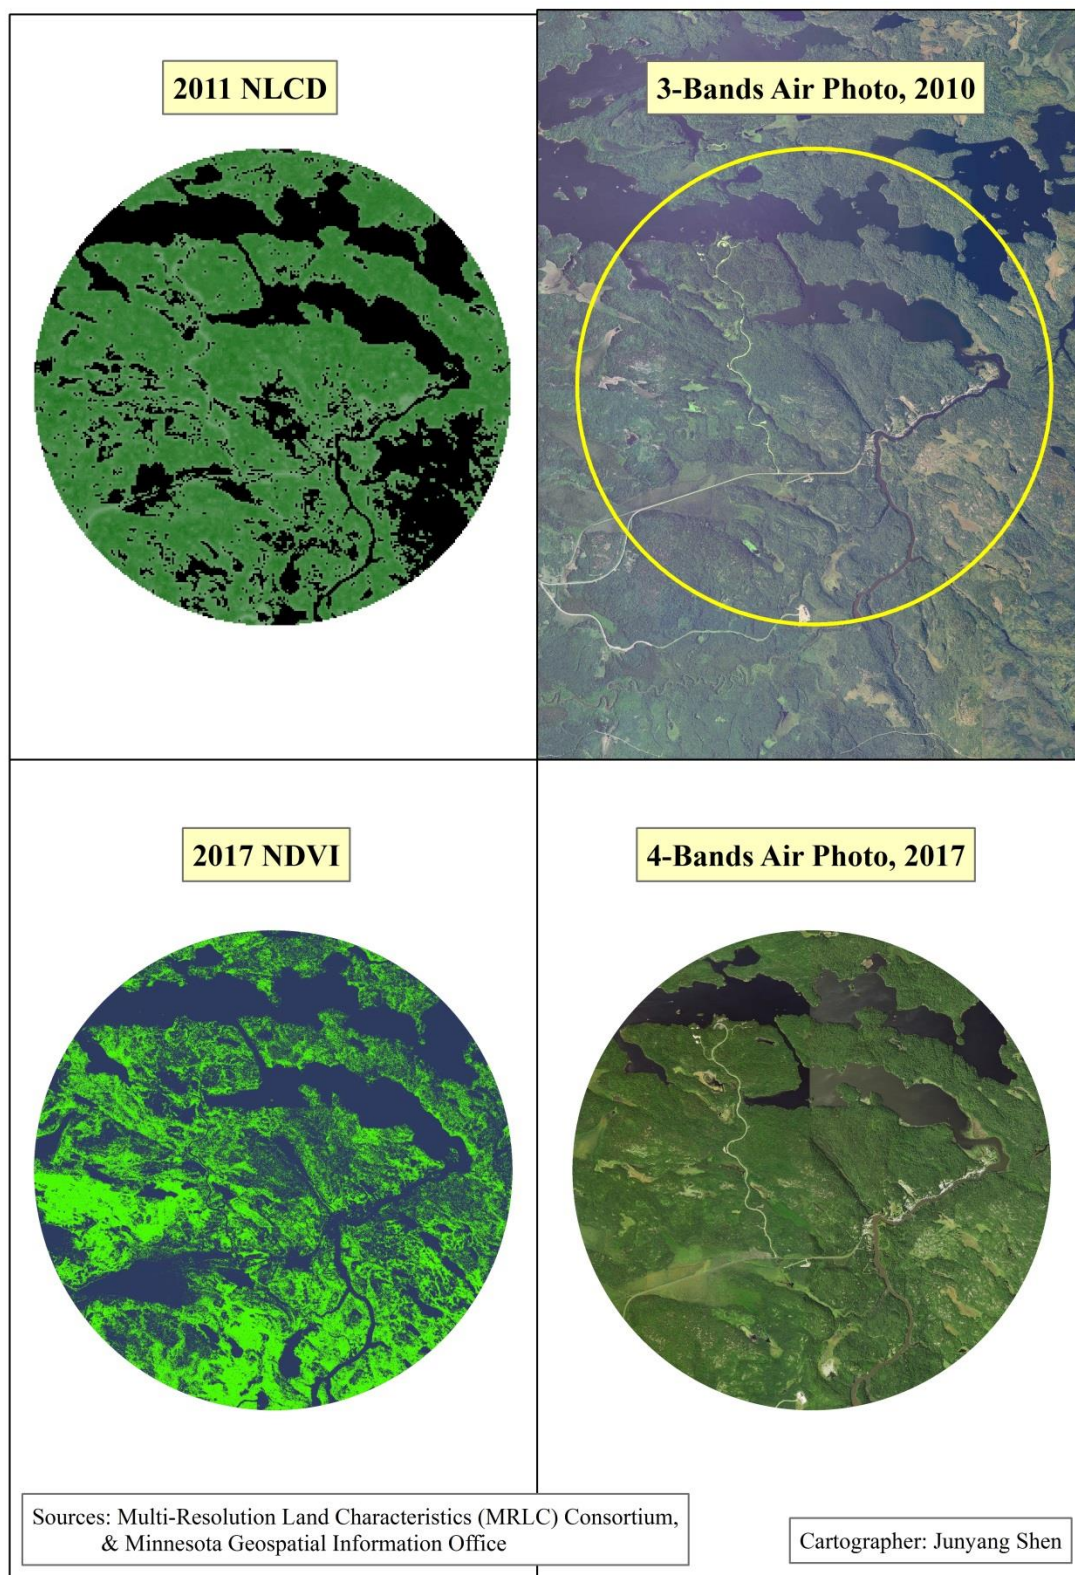 2011 NLCD
3-Bands Air Photo, 2010
2017 NDVI
4-Bands Air Photo, 2017
Sources: Multi-Resolution Land Characteristics (MRLC) Consortium,
& Minnesota Geospatial Information Office
Cartographer: Junyang Shen